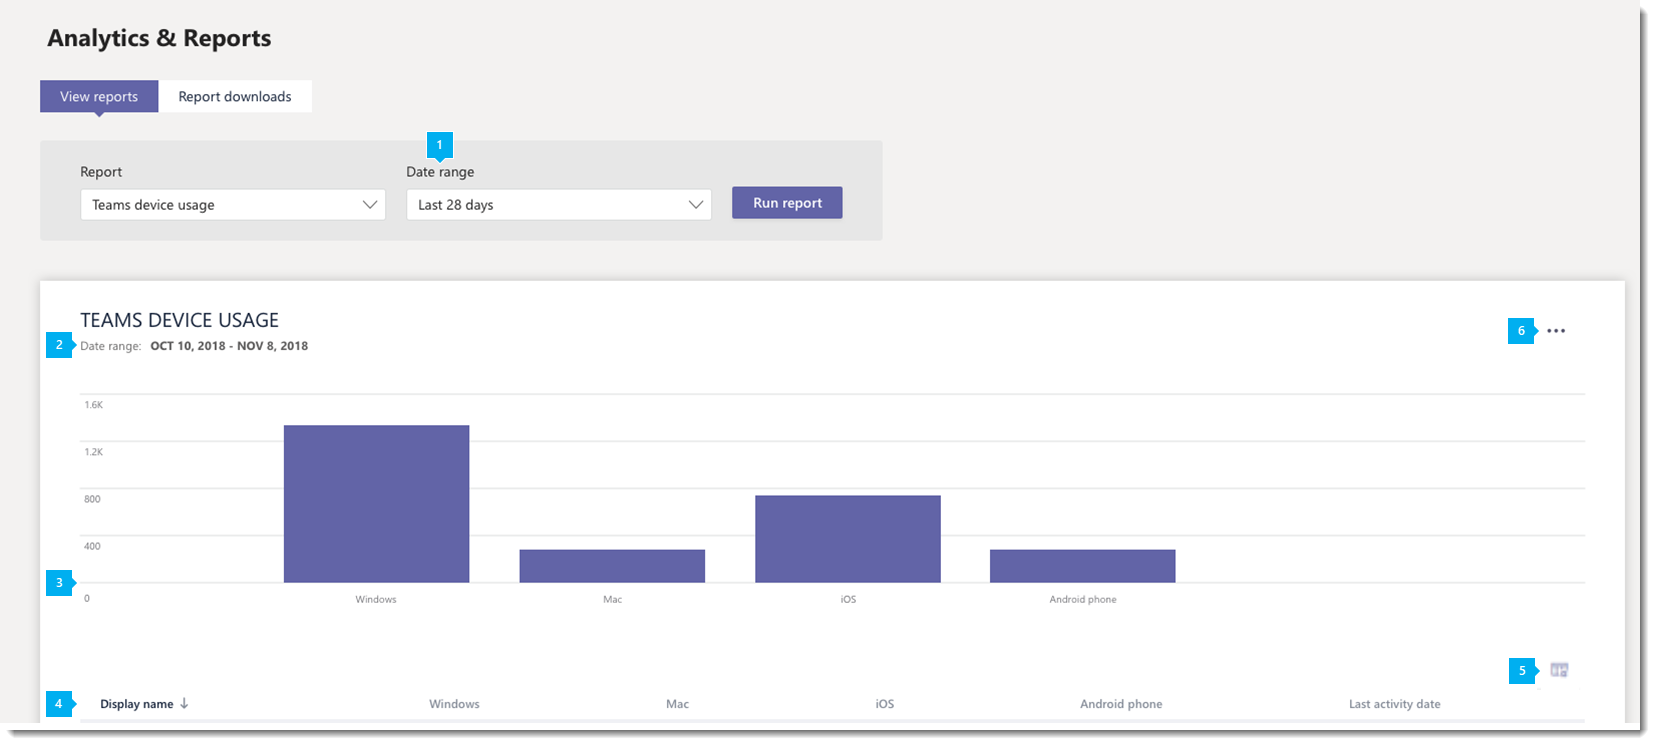 Analytics & Reports
View reports Report downloads
1
Report Date range
Teams device usage Last 28 days Run report
TEAMS DEVICE USAGE
6
2 Date range: OCT 10, 2018 - NOV 8, 2018
1.6K
1.2K
800
400
3
0 Windows Mac iOS Android phone
5
4 Display name Windows Mac iOS Android phone Last activity date